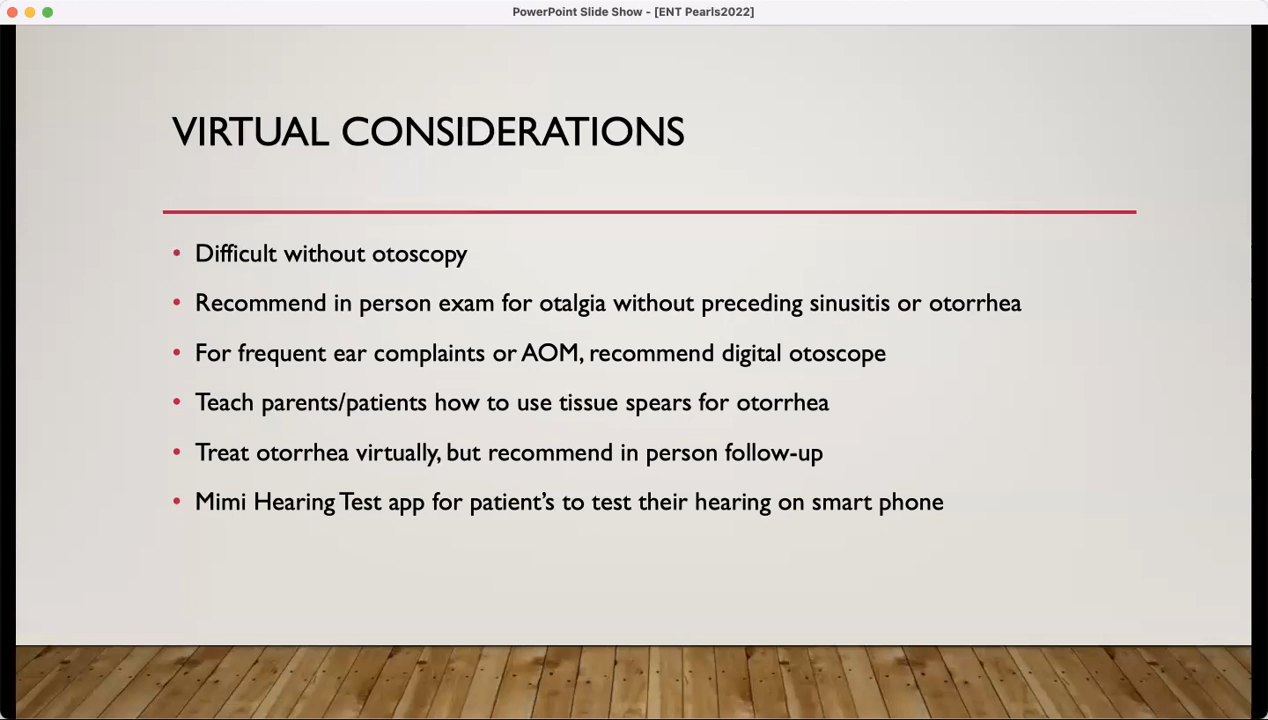 PowerPoint Slide Show - [ENT Pearls2022]
VIRTUAL CONSIDERATIONS
• Difficult without otoscopy
• Recommend in person exam for otalgia without preceding sinusitis or otorrhea
• For frequent ear complaints or AOM, recommend digital otoscope
• Teach parents/patients how to use tissue spears for otorrhea
• Treat otorrhea virtually, but recommend in person follow-up
• Mimi Hearing Test app for patient's to test their hearing on smart phone